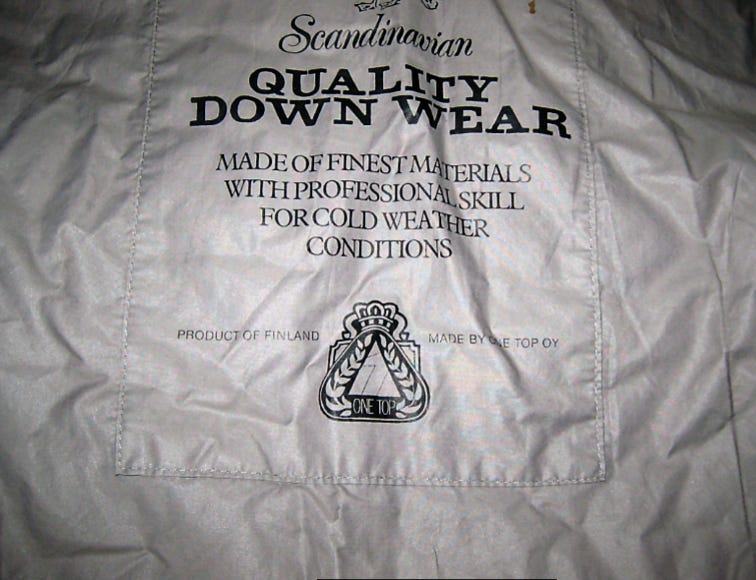 Scandinavian
QUALITY
DOWN WEAR
MADE OF FINEST MATERIALS
WITH PROFESSIONAL SKILL
FOR COLD WEATHER
CONDITIONS
PRODUCT OF FINLAND
MADE BY ONE TOP OY
ONE TOP